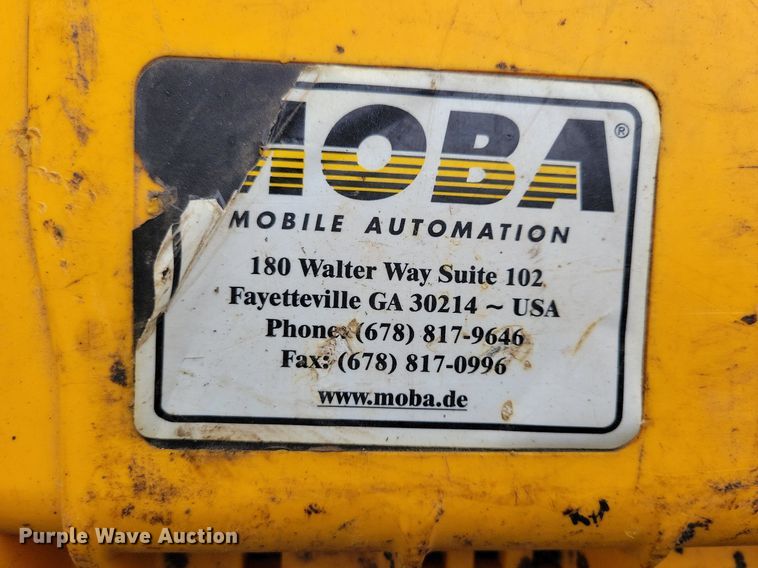 MOBA®
MOBILE AUTOMATION
180 Walter Way Suite 102
Fayetteville GA 30214 ~ USA
Phone: (678) 817-9646
Fax: (678) 817-0996
www.moba.de
Purple Wave Auction